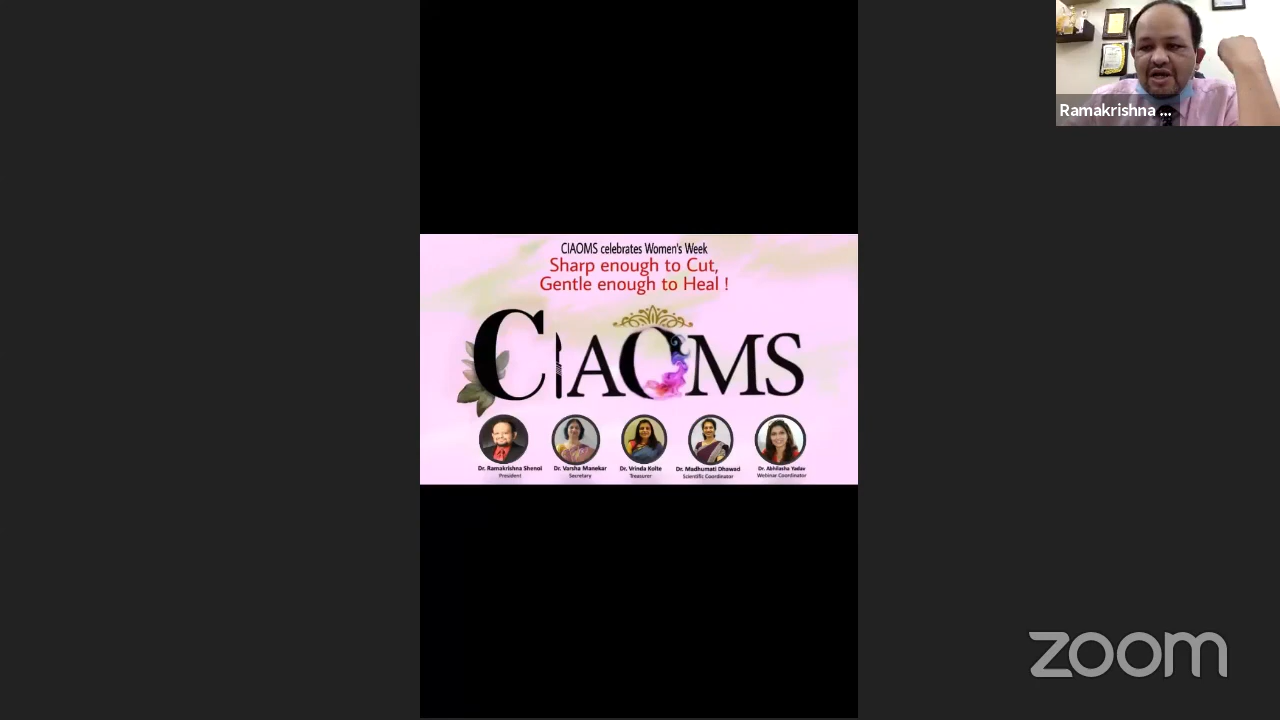 CIAOMS celebrates Women's Week
Sharp enough to Cut,
Gentle enough to Heal !
CIAOMS
Dr. Ramakrishna Shenoi
President
Dr. Varsha Manekar
Secretary
Dr. Vrinda Kolte
Treasurer
Dr. Madhumati Dhawad
Scientific Coordinator
Dr. Abhilasha Yadav
Webinar Coordinator
Ramakrishna ...
zoom